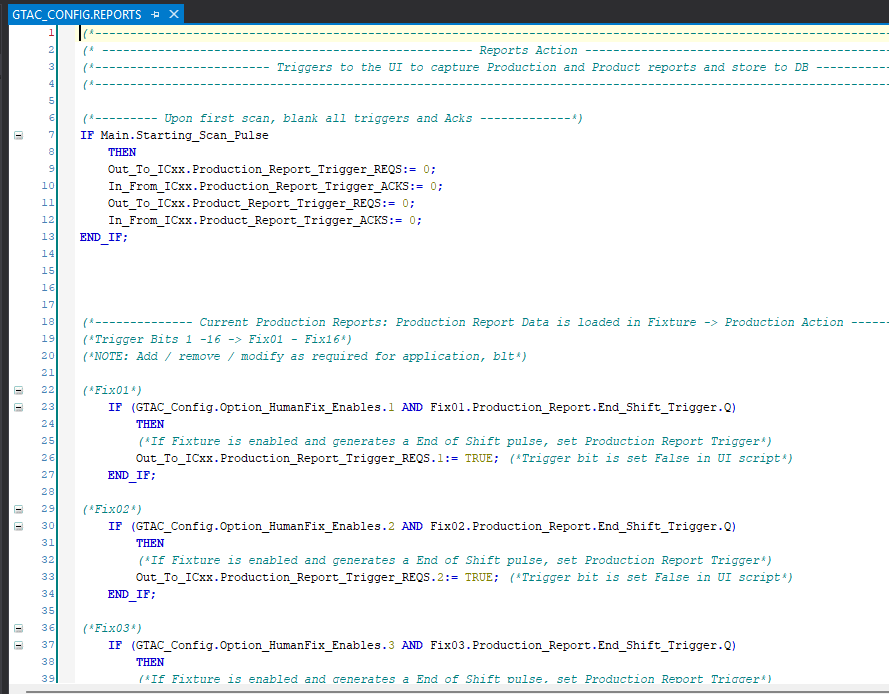 GTAC_CONFIG.REPORTS
1 (*--------------------------------------------------------------------------------------------------------------------
2 (* ----------------------------------------------------- Reports Action --------------------------------------------
3 (*------------------------- Triggers to the UI to capture Production and Product reports and store to DB -----------
4 (*--------------------------------------------------------------------------------------------------------------------
5
6 (*--------- Upon first scan, blank all triggers and Acks -------------*)
7 IF Main.Starting_Scan_Pulse
8 THEN
9 Out_To_ICxx.Production_Report_Trigger_REQS:= 0;
10 In_From_ICxx.Production_Report_Trigger_ACKS:= 0;
11 Out_To_ICxx.Product_Report_Trigger_REQS:= 0;
12 In_From_ICxx.Product_Report_Trigger_ACKS:= 0;
13 END_IF;
14
15
16
17
18 (*-------------- Current Production Reports: Production Report Data is loaded in Fixture -> Production Action ------
19 (*Trigger Bits 1 -16 -> Fix01 - Fix16*)
20 (*NOTE: Add / remove / modify as required for application, blt*)
21
22 (*Fix01*)
23 IF (GTAC_Config.Option_HumanFix_Enables.1 AND Fix01.Production_Report.End_Shift_Trigger.Q)
24 THEN
25 (*If Fixture is enabled and generates a End of Shift pulse, set Production Report Trigger*)
26 Out_To_ICxx.Production_Report_Trigger_REQS.1:= TRUE; (*Trigger bit is set False in UI script*)
27 END_IF;
28
29 (*Fix02*)
30 IF (GTAC_Config.Option_HumanFix_Enables.2 AND Fix02.Production_Report.End_Shift_Trigger.Q)
31 THEN
32 (*If Fixture is enabled and generates a End of Shift pulse, set Production Report Trigger*)
33 Out_To_ICxx.Production_Report_Trigger_REQS.2:= TRUE; (*Trigger bit is set False in UI script*)
34 END_IF;
35
36 (*Fix03*)
37 IF (GTAC_Config.Option_HumanFix_Enables.3 AND Fix03.Production_Report.End_Shift_Trigger.Q)
38 THEN
39 (*If Fixture is enabled and generates a End of Shift pulse, set Production Report Trigger*)